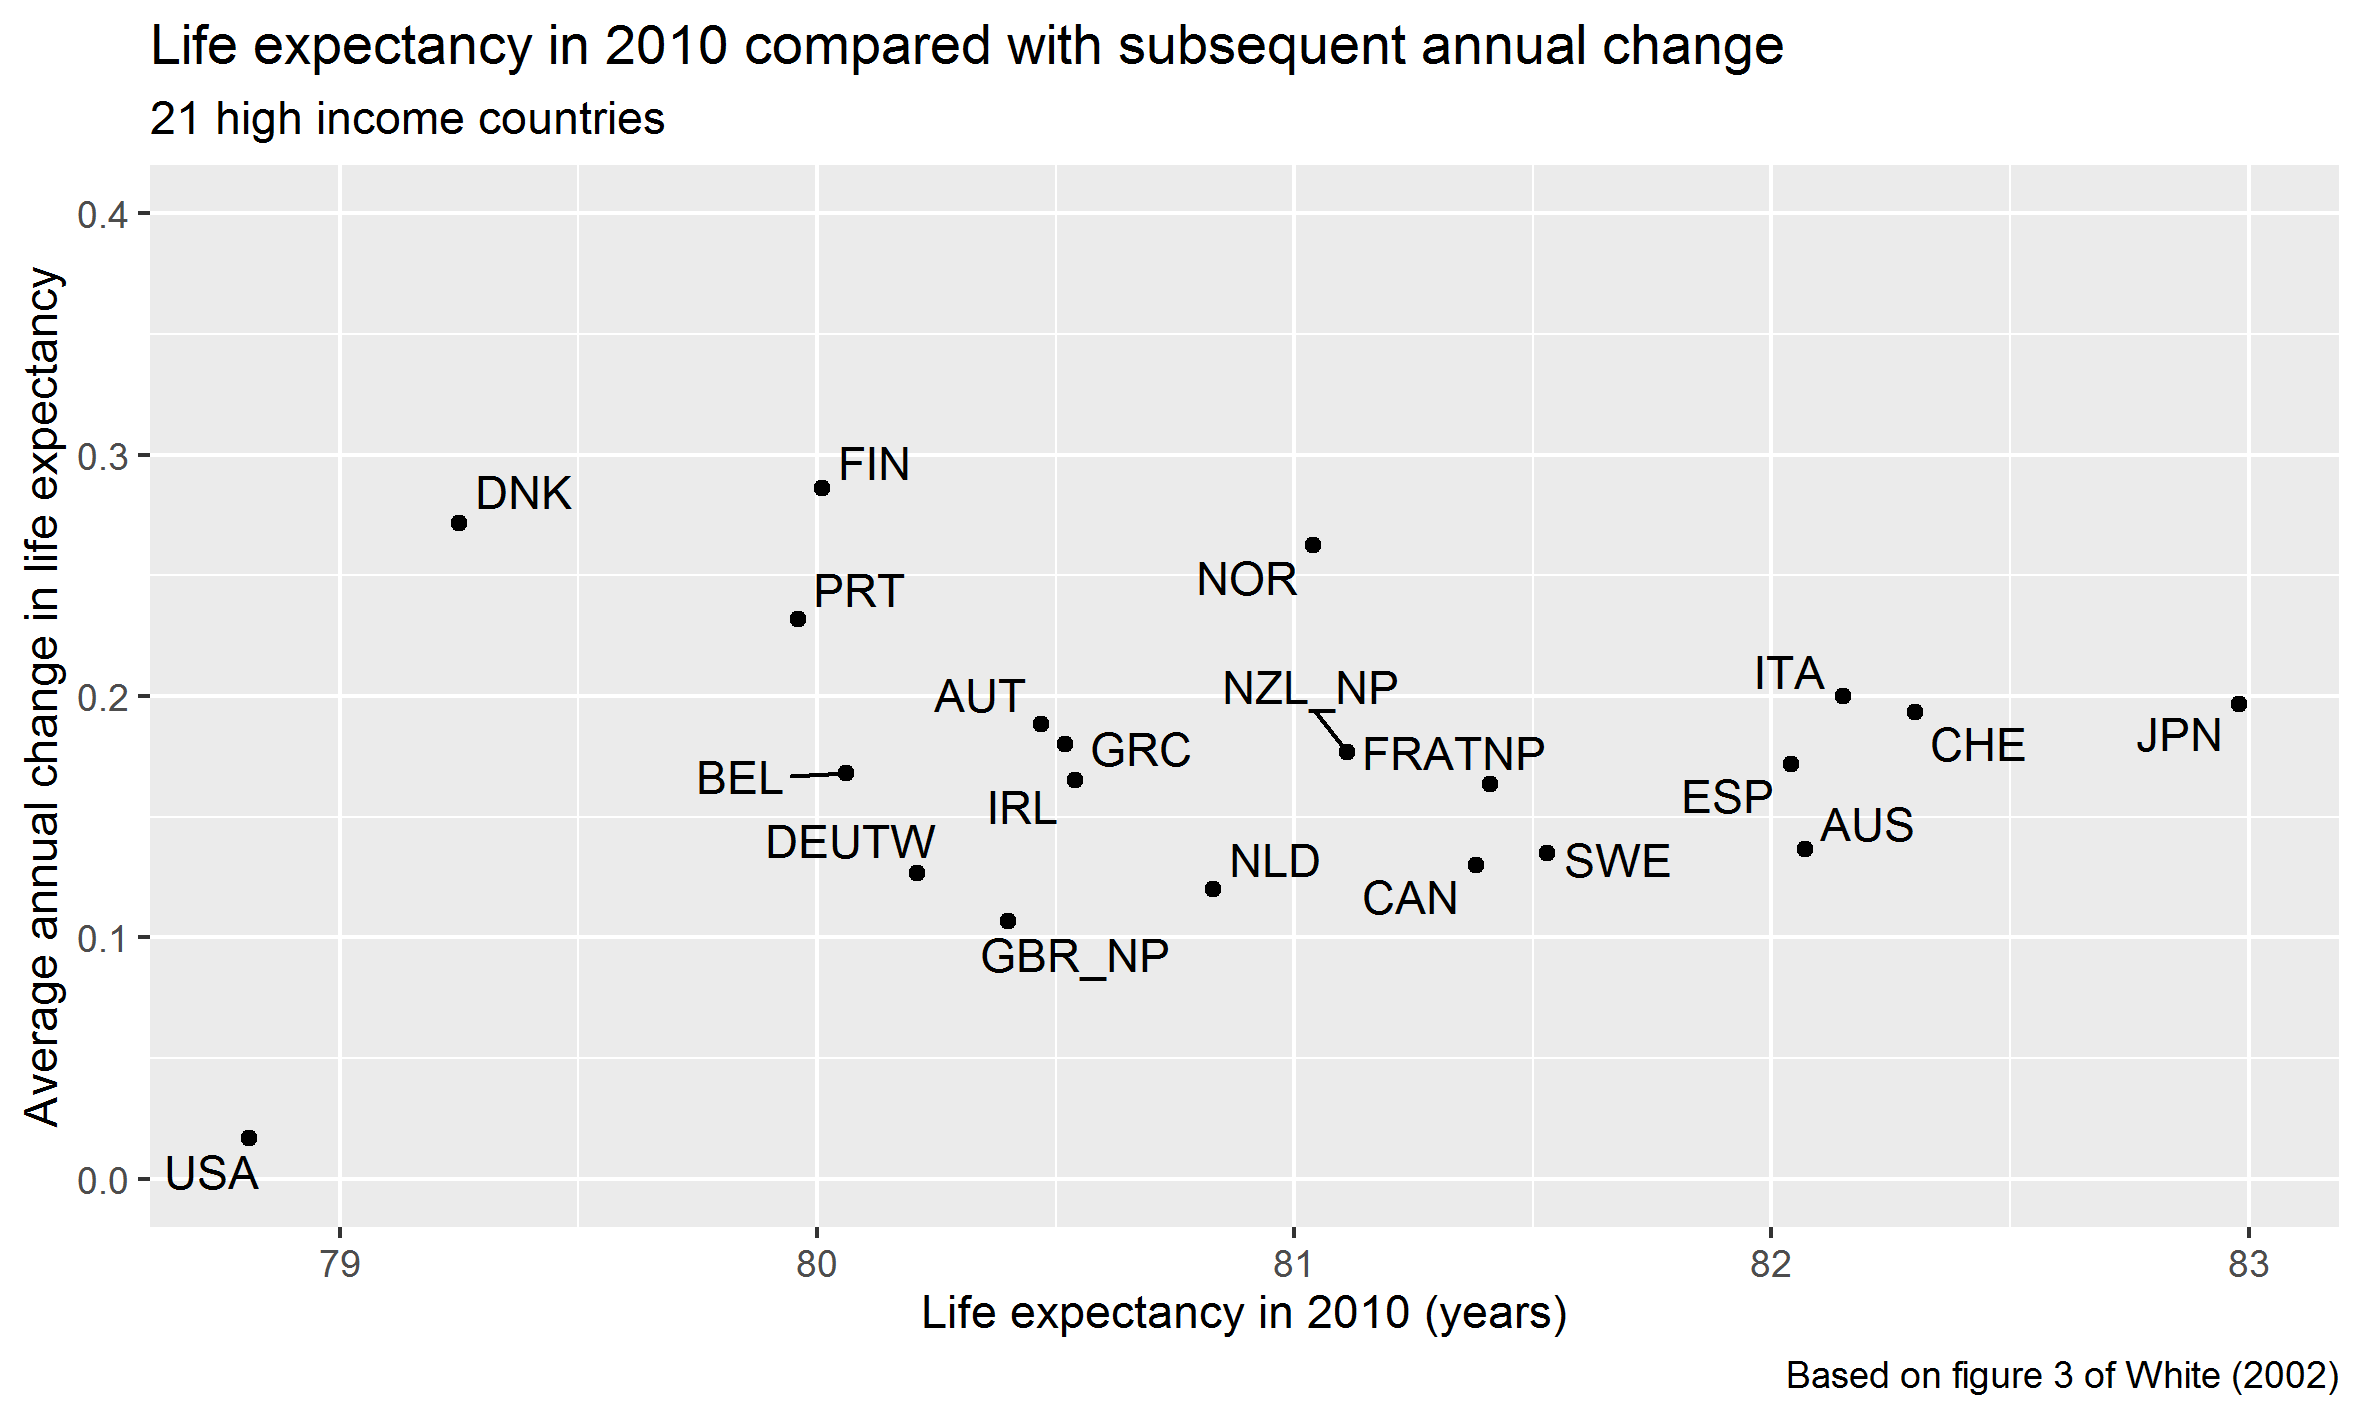 Life expectancy in 2010 compared with subsequent annual change
21 high income countries
Average annual change in life expectancy
0.4
0.3
0.2
0.1
0.0
FIN
DNK
NOR
PRT
ITA
NZL_NP
AUT
JPN
CHE
GRC
FRATNP
BEL
ESP
IRL
AUS
DEUTW
NLD
SWE
CAN
GBR_NP
USA
79
80
81
82
83
Life expectancy in 2010 (years)
Based on figure 3 of White (2002)